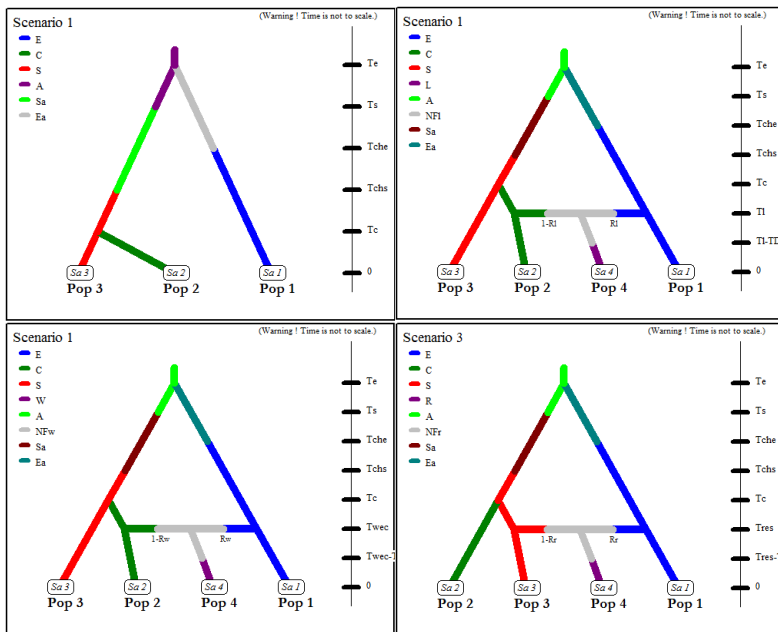 Scenario 1
(Warning ! Time is not to scale.)
E
C
S
A
Sa
Ea
Te
Ts
Tche
Tchs
Tc
0
Sa 3
Sa 2
Sa 1
Pop 3
Pop 2
Pop 1
Scenario 1
(Warning ! Time is not to scale.)
E
C
S
L
A
NFl
Sa
Ea
Te
Ts
Tche
Tchs
Tc
Tl
Tl-TD
0
1-Rl
Rl
Sa 3
Sa 2
Sa 4
Sa 1
Pop 3
Pop 2
Pop 4
Pop 1
Scenario 1
(Warning ! Time is not to scale.)
E
C
S
W
A
NFw
Sa
Ea
Te
Ts
Tche
Tchs
Tc
Twec
Twec-T
0
1-Rw
Rw
Sa 3
Sa 2
Sa 4
Sa 1
Pop 3
Pop 2
Pop 4
Pop 1
Scenario 3
(Warning ! Time is not to scale.)
E
C
S
R
A
NFr
Sa
Ea
Te
Ts
Tche
Tchs
Tc
Tres
Tres-T
0
1-Rr
Rr
Sa 2
Sa 3
Sa 4
Sa 1
Pop 2
Pop 3
Pop 4
Pop 1